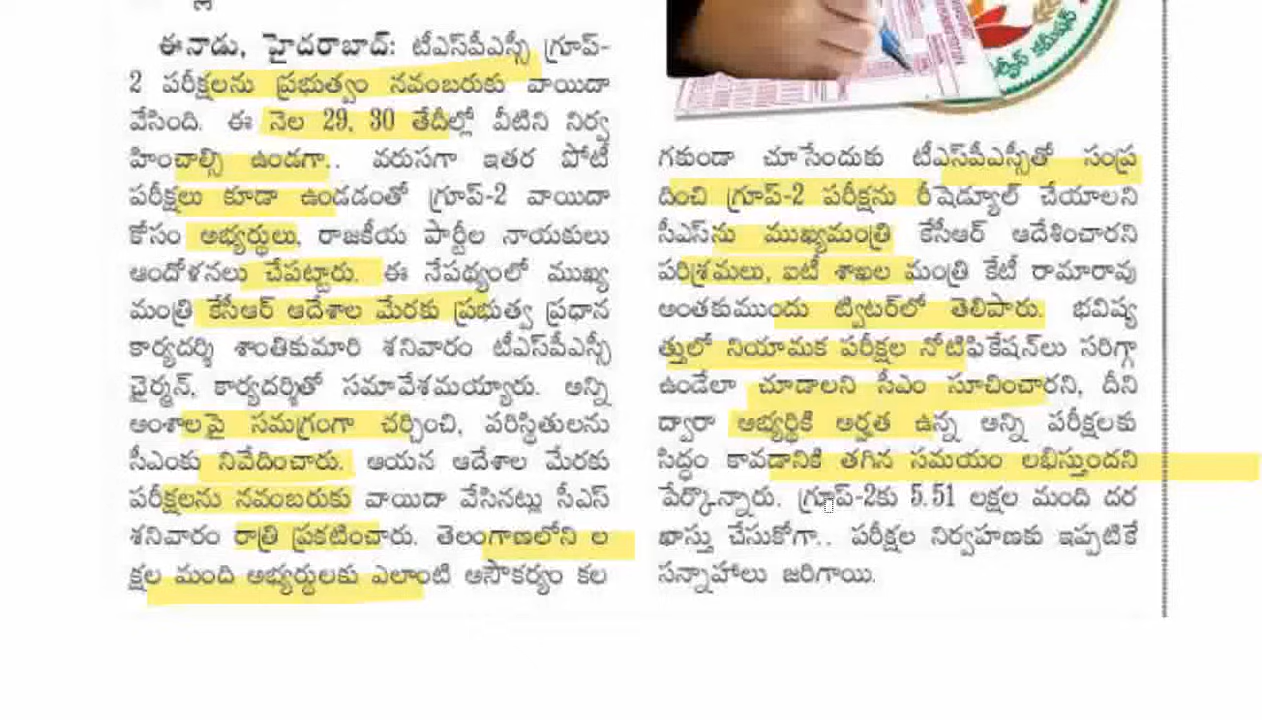 ఈనాడు, హైదరాబాద్: టీఎస్‌పీఎస్సీ గ్రూప్-
2 పరీక్షలను ప్రభుత్వం నవంబరుకు వాయిదా
వేసింది. ఈ నెల 29, 30 తేదీల్లో వీటిని నిర్వ
హించాల్సి ఉండగా.. వరుసగా ఇతర పోటీ
పరీక్షలు కూడా ఉండడంతో గ్రూప్-2 వాయిదా
కోసం అభ్యర్థులు, రాజకీయ పార్టీల నాయకులు
ఆందోళనలు చేపట్టారు. ఈ నేపథ్యంలో ముఖ్య
మంత్రి కేసీఆర్ ఆదేశాల మేరకు ప్రభుత్వ ప్రధాన
కార్యదర్శి శాంతికుమారి శనివారం టీఎస్‌పీఎస్సీ
ఛైర్మన్, కార్యదర్శితో సమావేశమయ్యారు. అన్ని
అంశాలపై సమగ్రంగా చర్చించి, పరిస్థితులను
సీఎంకు నివేదించారు. ఆయన ఆదేశాల మేరకు
పరీక్షలను నవంబరుకు వాయిదా వేసినట్లు సీఎస్
శనివారం రాత్రి ప్రకటించారు. తెలంగాణలోని ల
క్షల మంది అభ్యర్థులకు ఎలాంటి అసౌకర్యం కల
గకుండా చూసేందుకు టీఎస్‌పీఎస్సీతో సంప్ర
దించి గ్రూప్-2 పరీక్షను రీషెడ్యూల్ చేయాలని
సీఎస్‌ను ముఖ్యమంత్రి కేసీఆర్ ఆదేశించారని
పరిశ్రమలు, ఐటీ శాఖల మంత్రి కేటీ రామారావు
అంతకుముందు ట్విటర్‌లో తెలిపారు. భవిష్య
త్తులో నియామక పరీక్షల నోటిఫికేషన్‌లు సరిగ్గా
ఉండేలా చూడాలని సీఎం సూచించారని, దీని
ద్వారా అభ్యర్థికి అర్హత ఉన్న అన్ని పరీక్షలకు
సిద్ధం కావడానికి తగిన సమయం లభిస్తుందని
పేర్కొన్నారు. గ్రూప్-2కు 5.51 లక్షల మంది దర
ఖాస్తు చేసుకోగా.. పరీక్షల నిర్వహణకు ఇప్పటికే
సన్నాహాలు జరిగాయి.